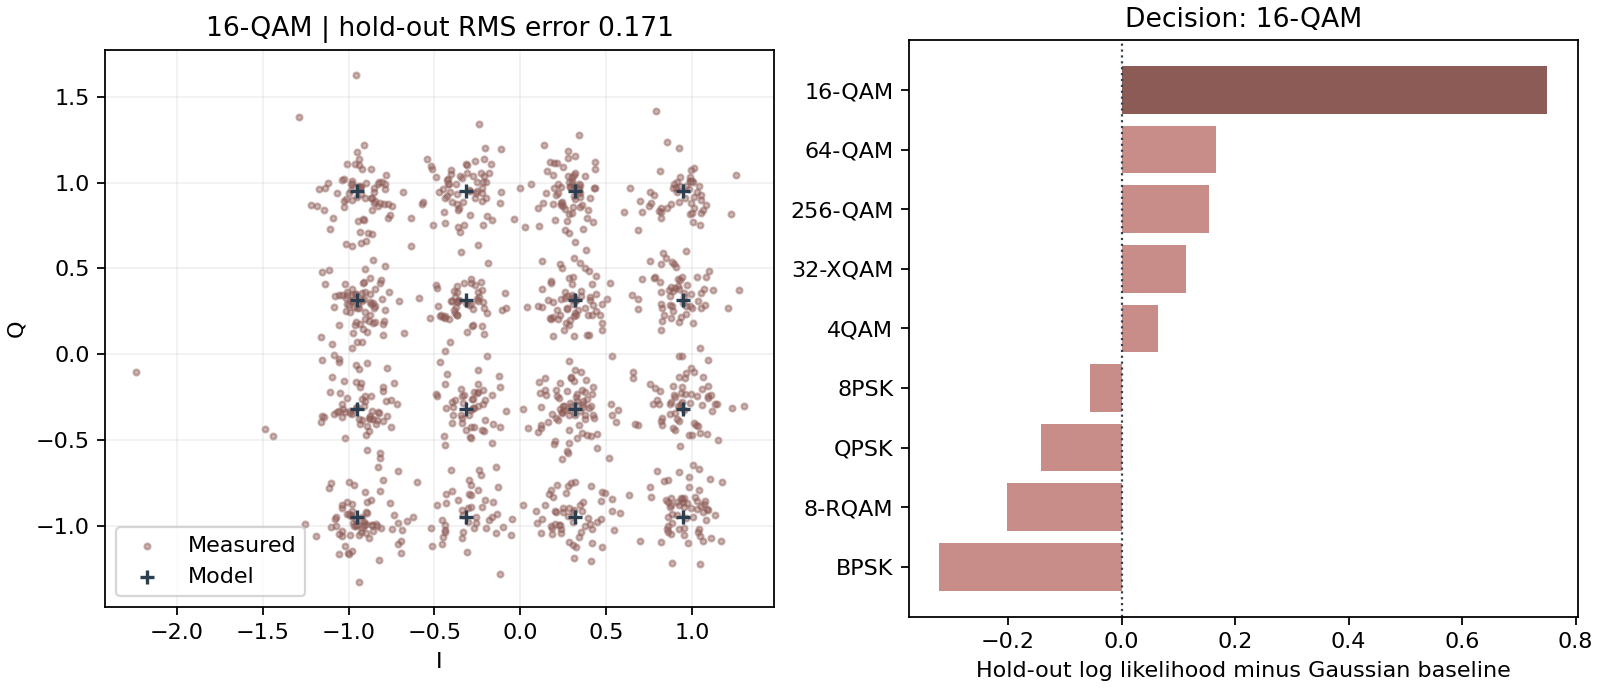 16-QAM | hold-out RMS error 0.171
1.5
1.0
0.5
0.0
−0.5
−1.0
Q
Measured
Model
−2.0 −1.5 −1.0 −0.5 0.0 0.5 1.0
I
Decision: 16-QAM
16-QAM
64-QAM
256-QAM
32-XQAM
4QAM
8PSK
QPSK
8-RQAM
BPSK
−0.2 0.0 0.2 0.4 0.6 0.8
Hold-out log likelihood minus Gaussian baseline